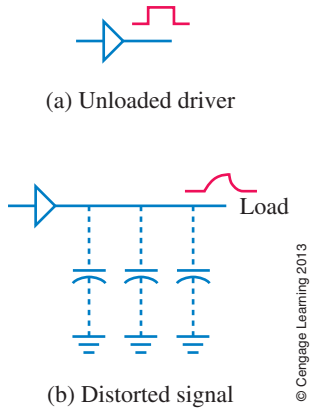 (a) Unloaded driver
Load
(b) Distorted signal
© Cengage Learning 2013